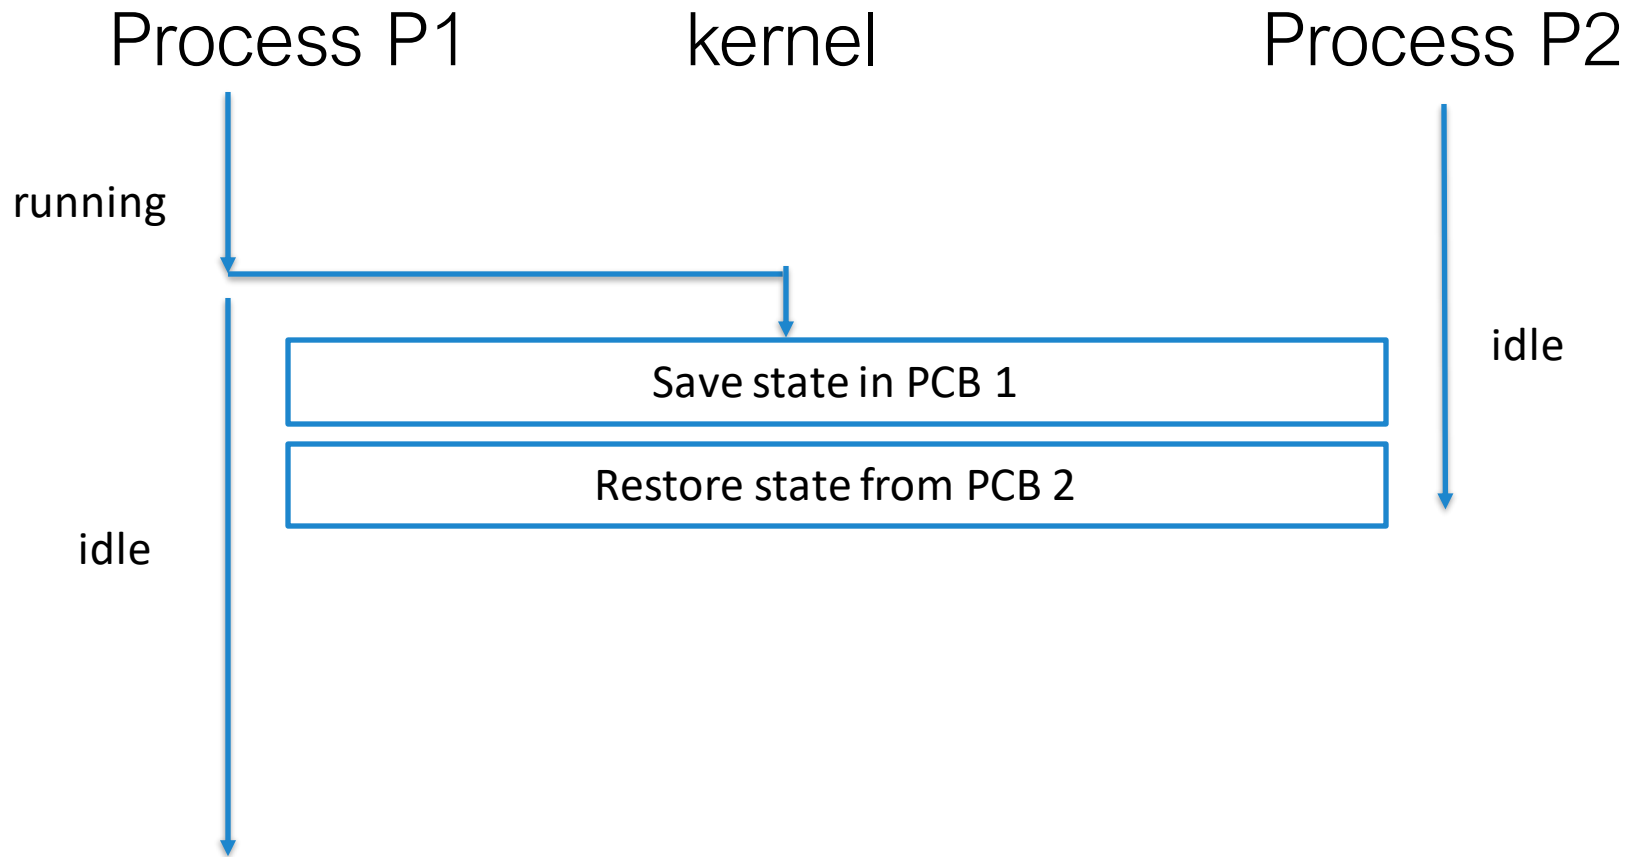 Process P1
kernel
Process P2
running
idle
Save state in PCB 1
Restore state from PCB 2
idle